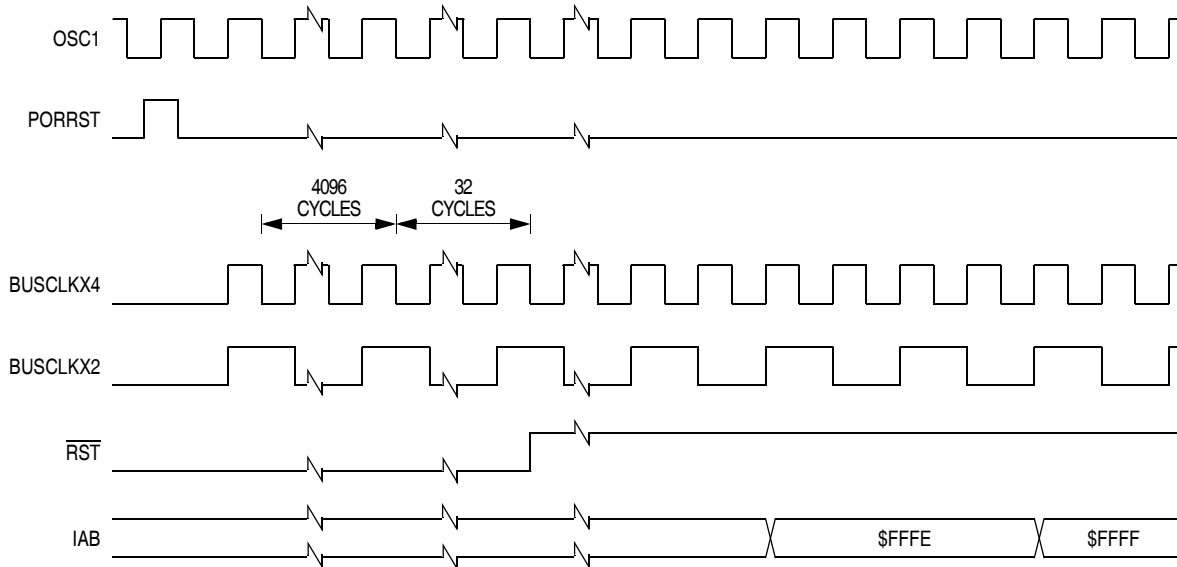 OSC1
PORRST
4096
CYCLES
32
CYCLES
BUSCLKX4
BUSCLKX2
RST
IAB
$FFFE
$FFFF